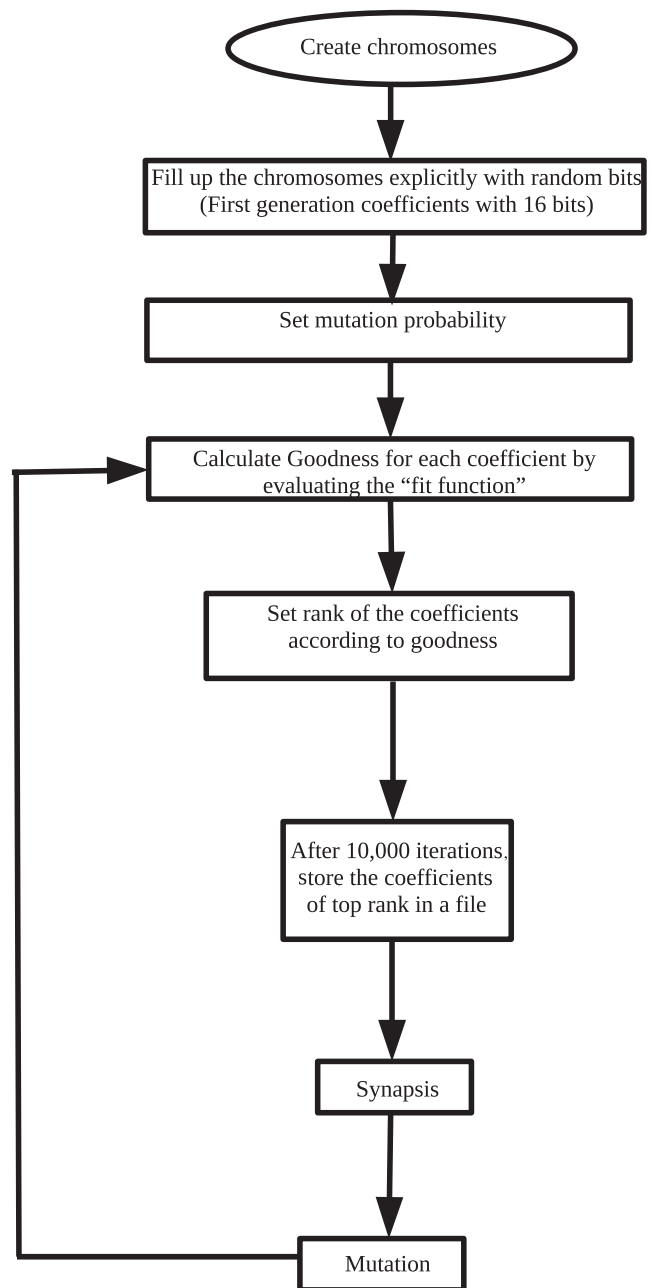 Create chromosomes
Fill up the chromosomes explicitly with random bits
(First generation coefficients with 16 bits)
Set mutation probability
Calculate Goodness for each coefficient by
evaluating the “fit function”
Set rank of the coefficients
according to goodness
After 10,000 iterations,
store the coefficients
of top rank in a file
Synapsis
Mutation